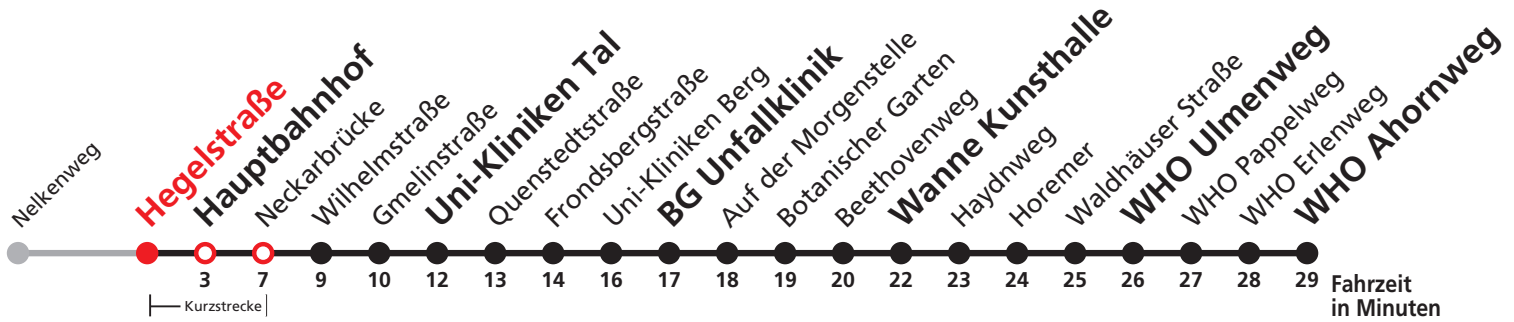 Nelkenweg
Hegelstraße
Hauptbahnhof
Neckarbrücke
Wilhelmstraße
Gmelinstraße
Uni-Kliniken Tal
Quenstedtstraße
Frondsbergstraße
Uni-Kliniken Berg
BG Unfallklinik
Auf der Morgenstelle
Botanischer Garten
Beethovenweg
Wanne Kunsthalle
Haydnweg
Horemer
Waldhäuser Straße
WHO Ulmenweg
WHO Pappelweg
WHO Erlenweg
WHO Ahornweg
3 7 9 10 12 13 14 16 17 18 19 20 22 23 24 25 26 27 28 29
Fahrzeit
in Minuten
Kurzstrecke